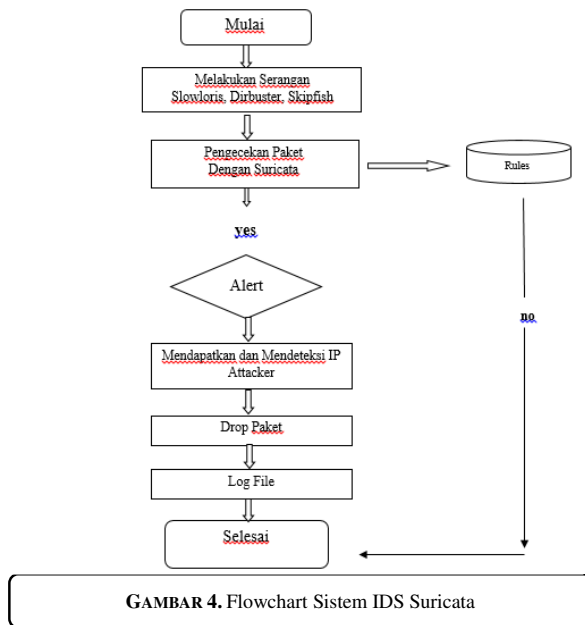 Mulai
Melakukan Serangan
Slowloris, Dirbuster, Skipfish
Pengecekan Paket
Dengan Suricata
Rules
yes
Alert
no
Mendapatkan dan Mendeteksi IP
Attacker
Drop Paket
Log File
Selesai
GAMBAR 4. Flowchart Sistem IDS Suricata